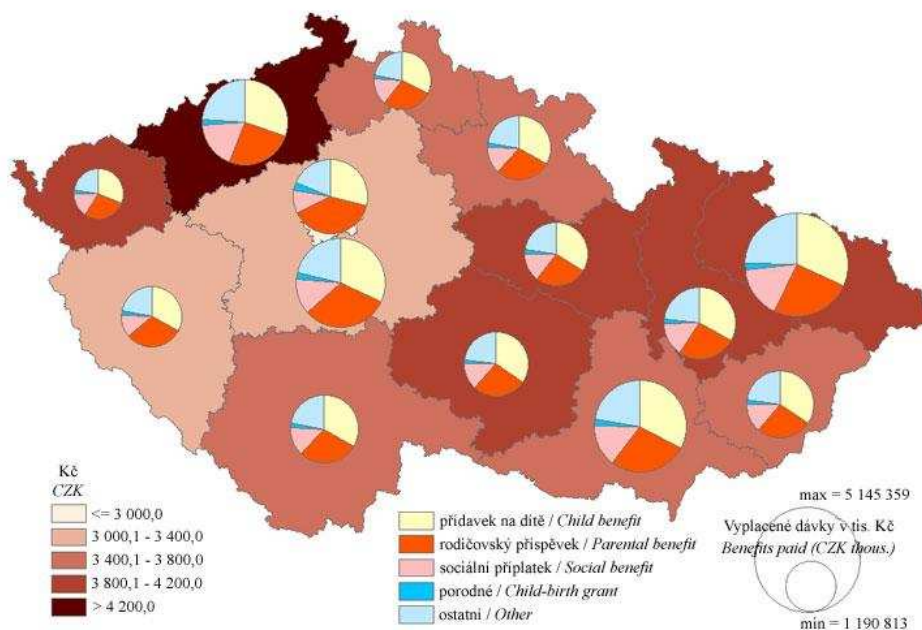 Kč
CZK
<= 3 000,0
3 000,1 - 3 400,0
3 400,1 - 3 800,0
3 800,1 - 4 200,0
> 4 200,0
přídavek na dítě / Child benefit
rodičovský příspěvek / Parental benefit
sociální příplatek / Social benefit
porodné / Child-birth grant
ostatní / Other
max = 5 145 359
Vyplacené dávky v tis. Kč
Benefits paid (CZK thous.)
min = 1 190 813